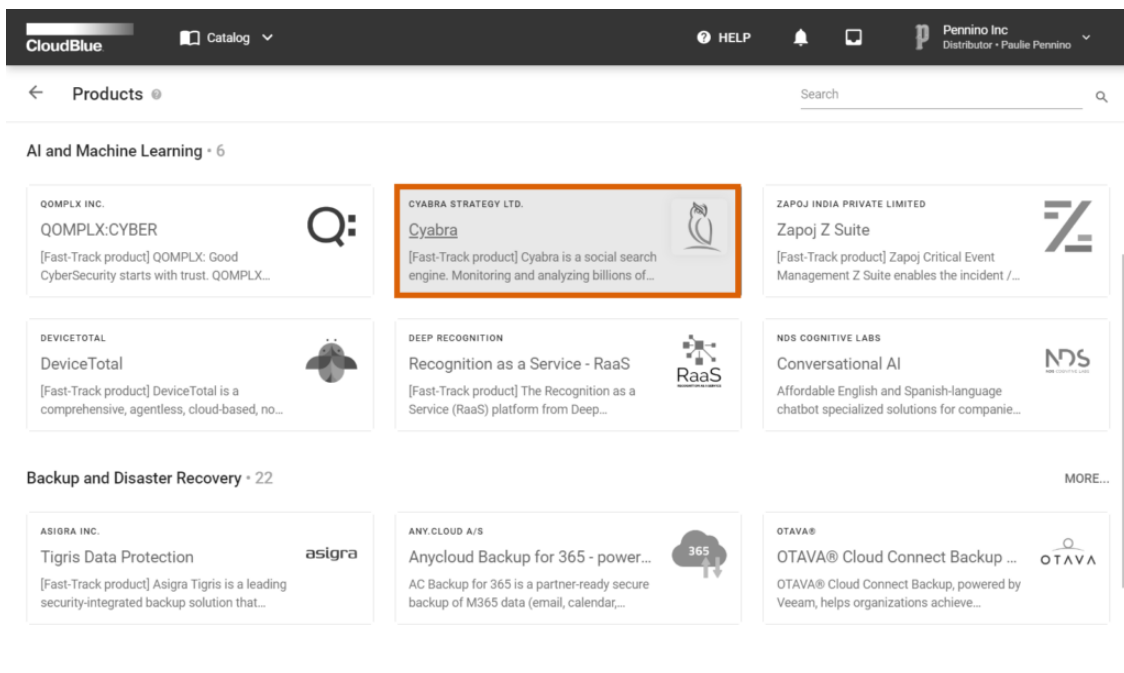 CloudBlue
Catalog
HELP
Pennino Inc
Distributor • Paulie Pennino
Products
Search
AI and Machine Learning • 6
QOMPLX INC.
QOMPLX:CYBER
[Fast-Track product] QOMPLX: Good
CyberSecurity starts with trust. QOMPLX...
Q:
CYABRA STRATEGY LTD.
Cyabra
[Fast-Track product] Cyabra is a social search
engine. Monitoring and analyzing billions of...
ZAPOJ INDIA PRIVATE LIMITED
Zapoj Z Suite
[Fast-Track product] Zapoj Critical Event
Management Z Suite enables the incident /...
DEVICETOTAL
DeviceTotal
[Fast-Track product] DeviceTotal is a
comprehensive, agentless, cloud-based, no...
DEEP RECOGNITION
Recognition as a Service - RaaS
[Fast-Track product] The Recognition as a
Service (RaaS) platform from Deep...
RaaS
NDS COGNITIVE LABS
Conversational AI
Affordable English and Spanish-language
chatbot specialized solutions for companie...
NDS
NDS COGNITIVE LABS
Backup and Disaster Recovery • 22
MORE...
ASIGRA INC.
Tigris Data Protection
[Fast-Track product] Asigra Tigris is a leading
security-integrated backup solution that...
asigra
ANY.CLOUD A/S
Anycloud Backup for 365 - power...
AC Backup for 365 is a partner-ready secure
backup of M365 data (email, calendar,...
365
OTAVA®
OTAVA® Cloud Connect Backup ...
OTAVA® Cloud Connect Backup, powered by
Veeam, helps organizations achieve...
OTAVA